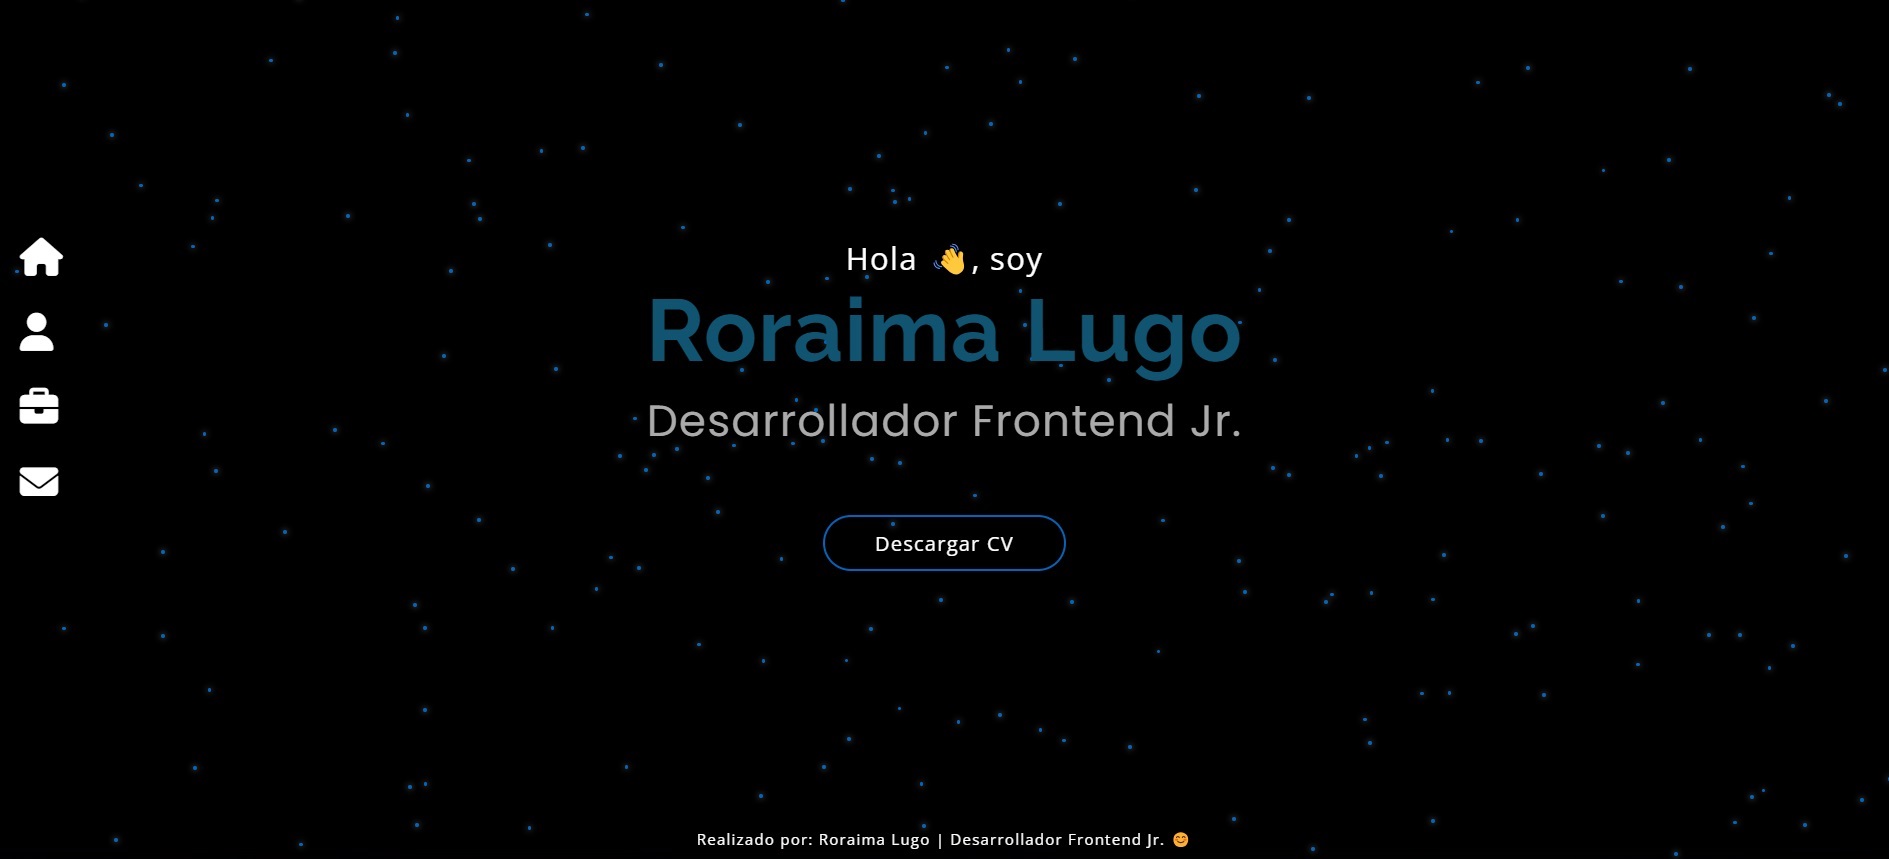 Hola 👋, soy
Roraima Lugo
Desarrollador Frontend Jr.
Descargar CV
Realizado por: Roraima Lugo | Desarrollador Frontend Jr. 😊